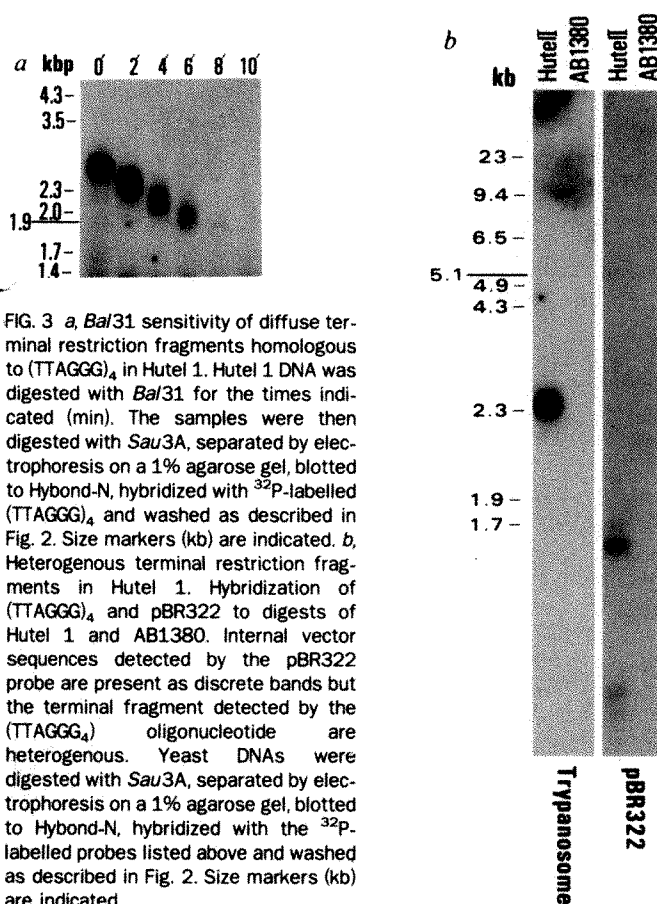 a kbp 0' 2' 4' 6' 8' 10'
4.3–
3.5–
2.3–
2.0–
1.9
1.7–
1.4–
FIG. 3 a, Bal31 sensitivity of diffuse ter-
minal restriction fragments homologous
to (TTAGGG)₄ in Hutel 1. Hutel 1 DNA was
digested with Bal31 for the times indi-
cated (min). The samples were then
digested with Sau3A, separated by elec-
trophoresis on a 1% agarose gel, blotted
to Hybond-N, hybridized with ³²P-labelled
(TTAGGG)₄ and washed as described in
Fig. 2. Size markers (kb) are indicated. b,
Heterogenous terminal restriction frag-
ments in Hutel 1. Hybridization of
(TTAGGG)₄ and pBR322 to digests of
Hutel 1 and AB1380. Internal vector
sequences detected by the pBR322
probe are present as discrete bands but
the terminal fragment detected by the
(TTAGGG₄) oligonucleotide are
heterogenous. Yeast DNAs were
digested with Sau3A, separated by elec-
trophoresis on a 1% agarose gel, blotted
to Hybond-N, hybridized with the ³²P-
labelled probes listed above and washed
as described in Fig. 2. Size markers (kb)
are indicated
b
kb
HuteII
AB1380
HuteII
AB1380
23–
9.4–
6.5–
5.1
4.9–
4.3–
2.3–
1.9–
1.7–
Trypanosome
pBR322